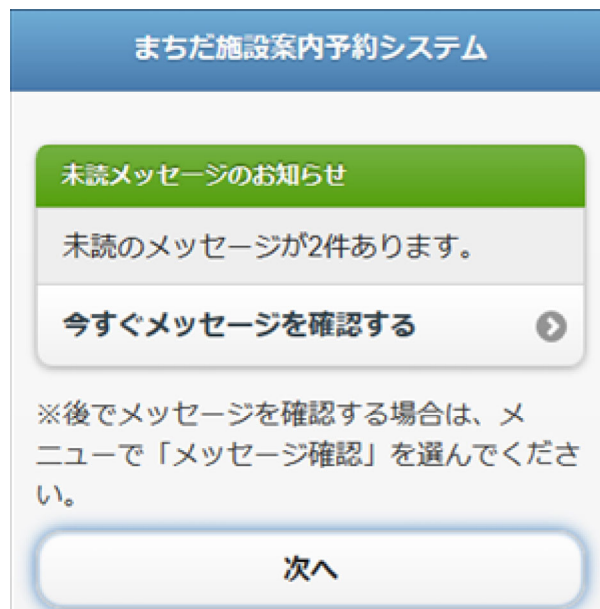 まちだ施設案内予約システム
未読メッセージのお知らせ
未読のメッセージが2件あります。
今すぐメッセージを確認する
※後でメッセージを確認する場合は、メ
ニューで「メッセージ確認」を選んでくださ
い。
次へ